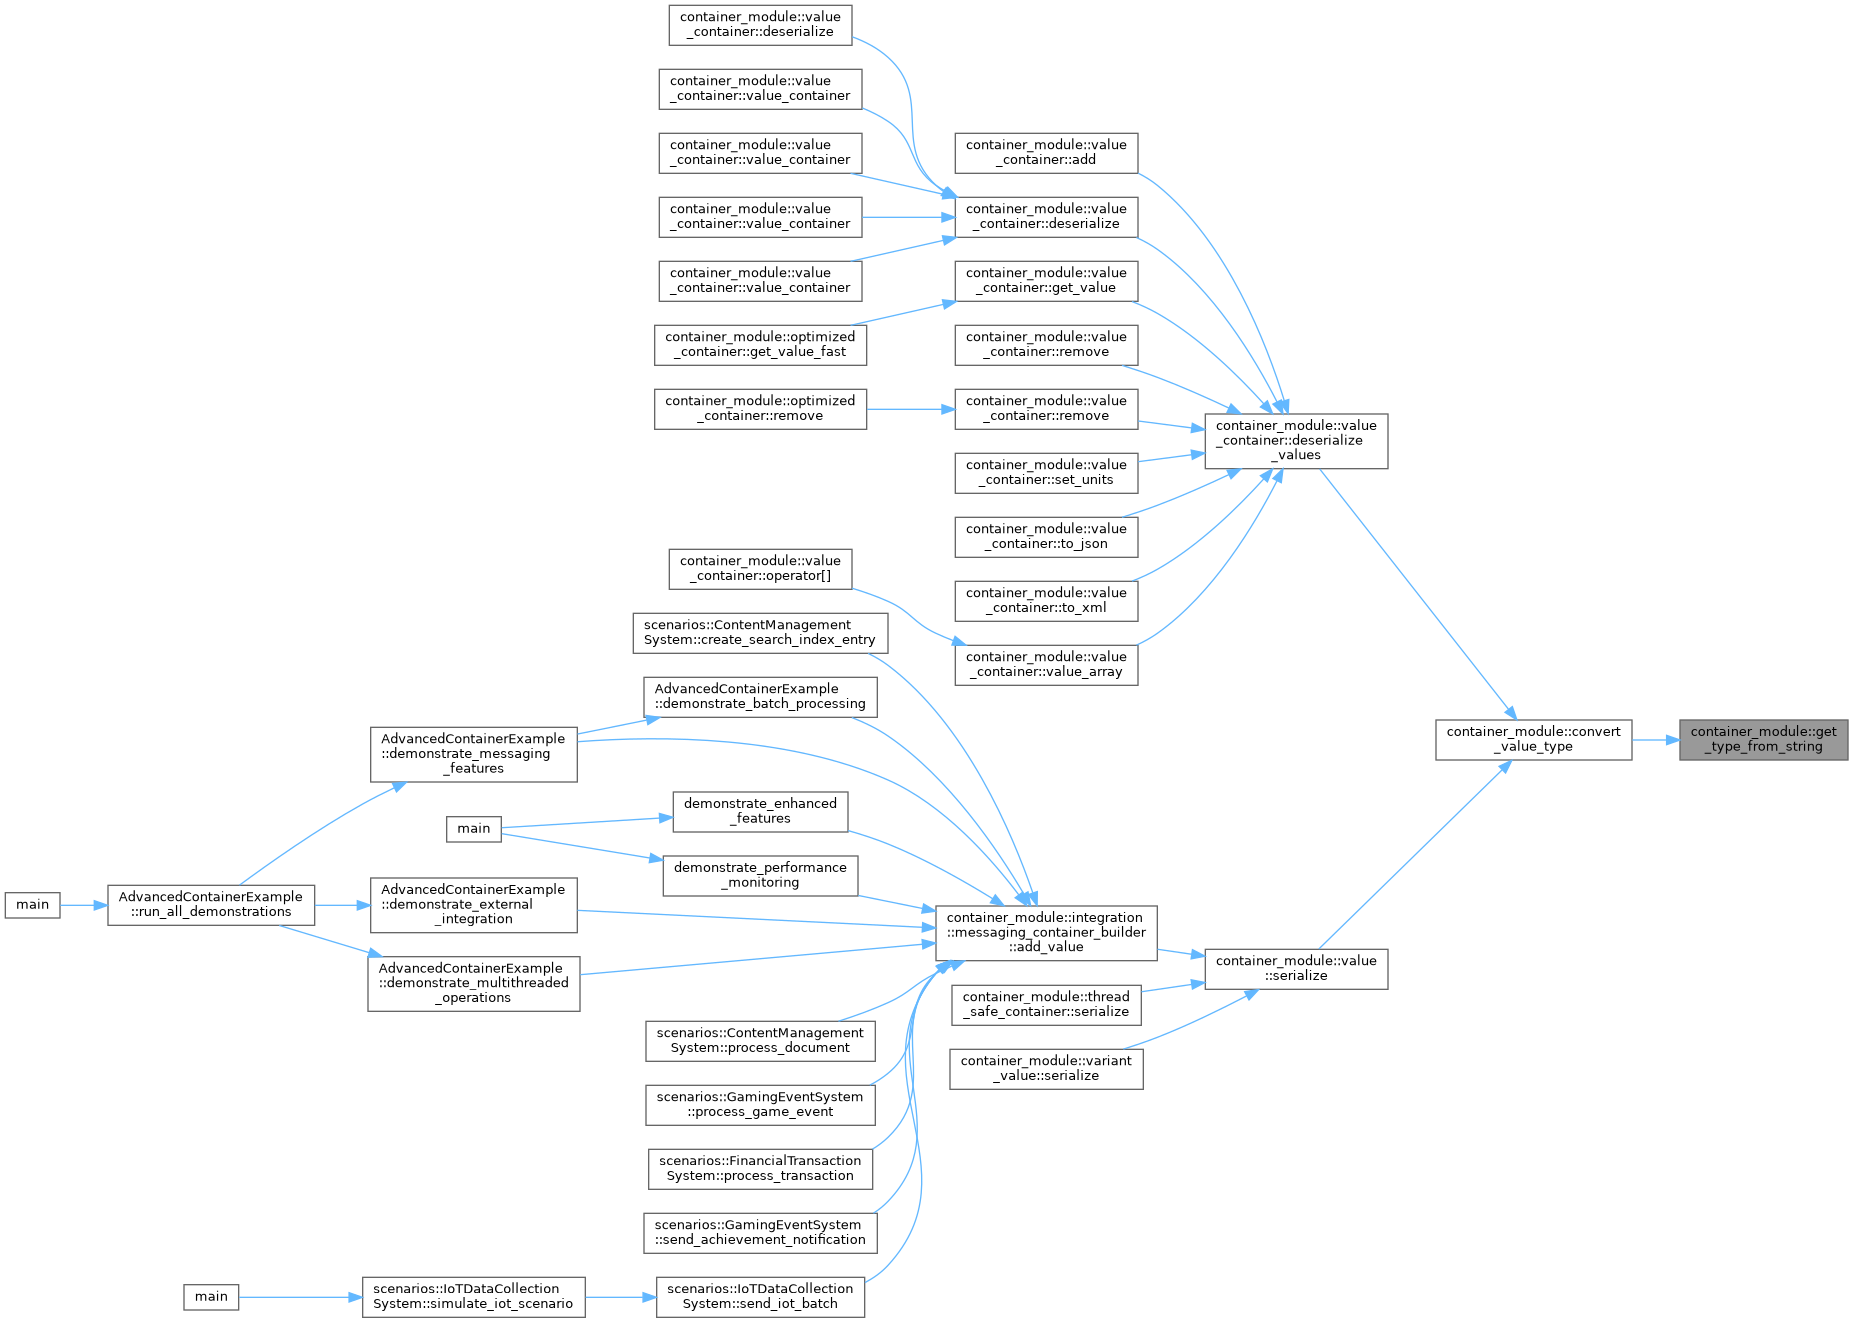 container_module::value
_container::deserialize
container_module::value
_container::value_container
container_module::value
_container::value_container
container_module::value
_container::value_container
container_module::value
_container::value_container
container_module::optimized
_container::get_value_fast
container_module::optimized
_container::remove
container_module::value
_container::add
container_module::value
_container::deserialize
container_module::value
_container::get_value
container_module::value
_container::remove
container_module::value
_container::remove
container_module::value
_container::set_units
container_module::value
_container::to_json
container_module::value
_container::to_xml
container_module::value
_container::value_array
container_module::value
_container::deserialize
_values
container_module::value
_container::operator[]
scenarios::ContentManagement
System::create_search_index_entry
AdvancedContainerExample
::demonstrate_batch_processing
AdvancedContainerExample
::demonstrate_messaging
_features
demonstrate_enhanced
_features
main
demonstrate_performance
_monitoring
main
AdvancedContainerExample
::run_all_demonstrations
AdvancedContainerExample
::demonstrate_external
_integration
AdvancedContainerExample
::demonstrate_multithreaded
_operations
container_module::integration
::messaging_container_builder
::add_value
container_module::thread
_safe_container::serialize
container_module::variant
_value::serialize
container_module::value
::serialize
container_module::convert
_value_type
container_module::get
_type_from_string
scenarios::ContentManagement
System::process_document
scenarios::GamingEventSystem
::process_game_event
scenarios::FinancialTransaction
System::process_transaction
scenarios::GamingEventSystem
::send_achievement_notification
main
scenarios::IoTDataCollection
System::simulate_iot_scenario
scenarios::IoTDataCollection
System::send_iot_batch